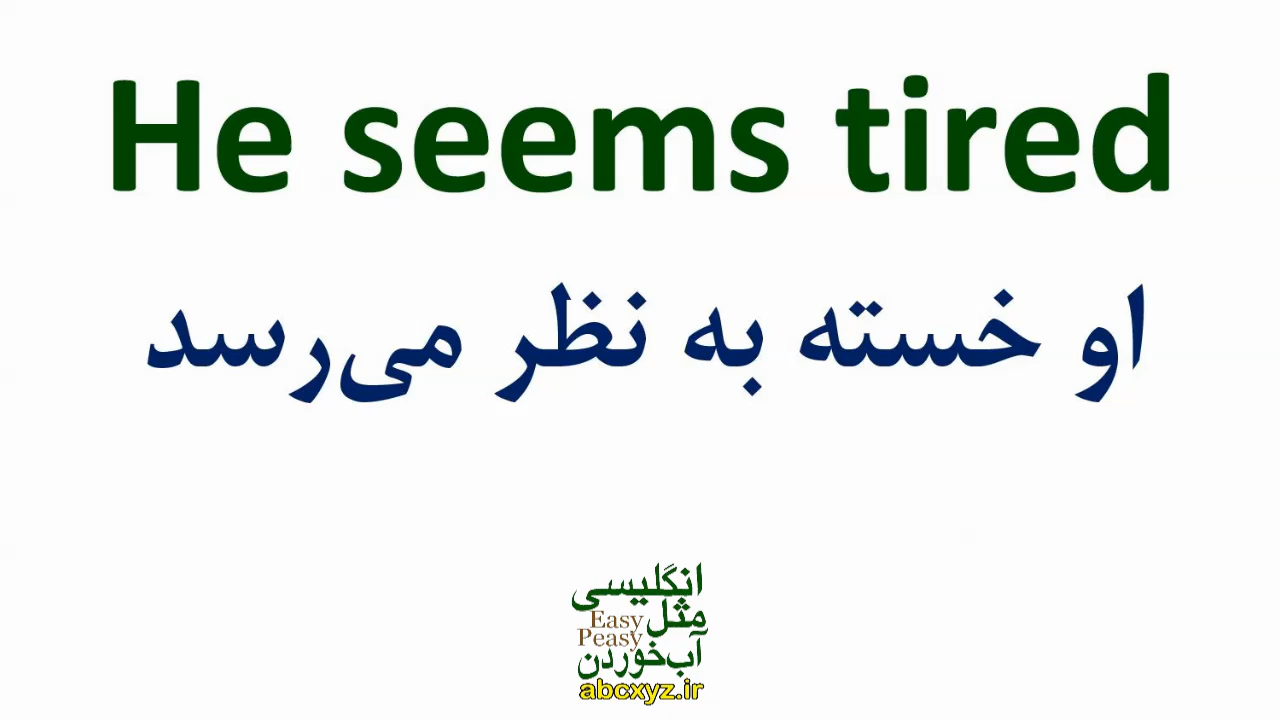 He seems tired
او خسته به نظر می‌رسد
انگلیسی
مثل
Easy
Peasy
آب‌خوردن
abcxyz.ir